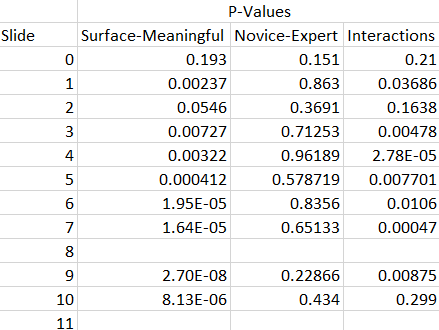 P-Values
Slide Surface-Meaningful Novice-Expert Interactions
0 0.193 0.151 0.21
1 0.00237 0.863 0.03686
2 0.0546 0.3691 0.1638
3 0.00727 0.71253 0.00478
4 0.00322 0.96189 2.78E-05
5 0.000412 0.578719 0.007701
6 1.95E-05 0.8356 0.0106
7 1.64E-05 0.65133 0.00047
8
9 2.70E-08 0.22866 0.00875
10 8.13E-06 0.434 0.299
11